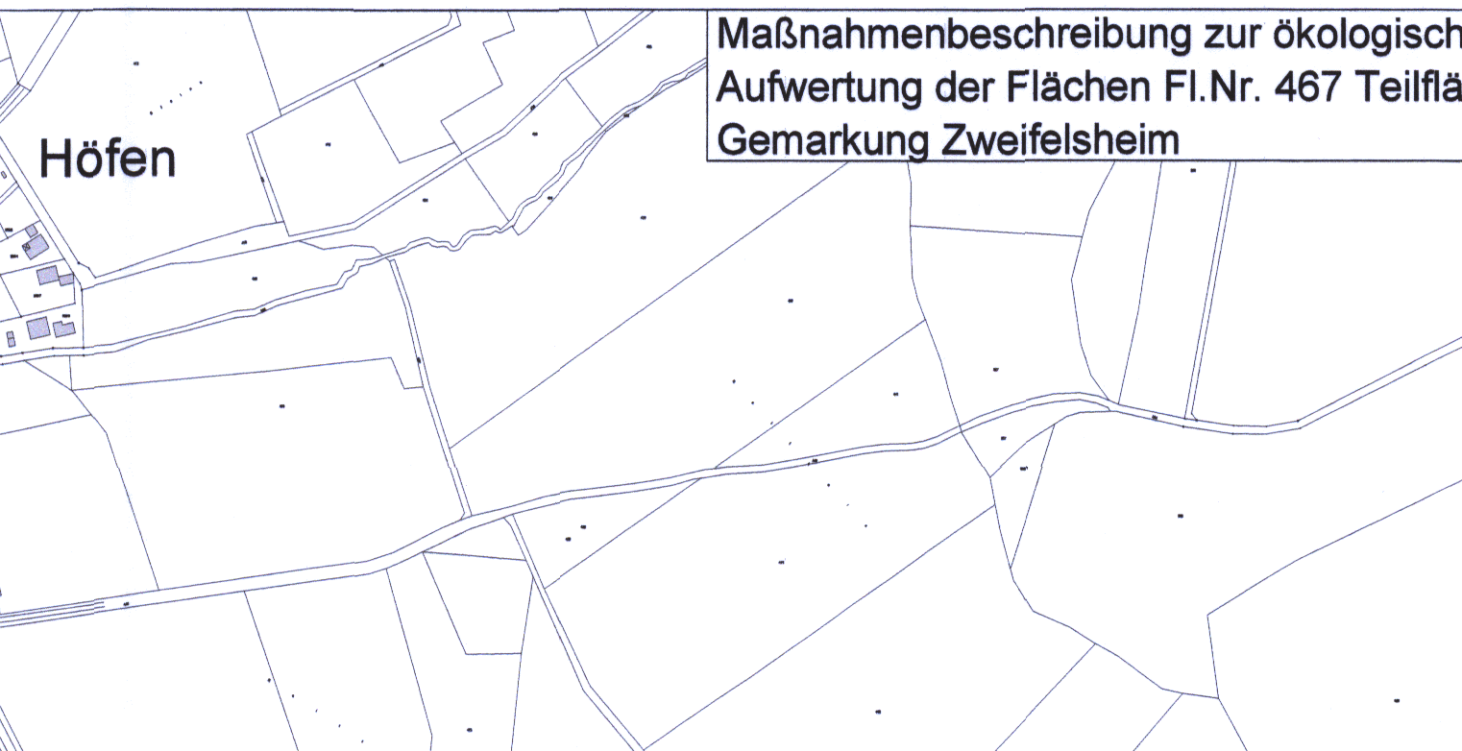 Maßnahmenbeschreibung zur ökologisch
Aufwertung der Flächen Fl.Nr. 467 Teilflä
Gemarkung Zweifelsheim
Höfen